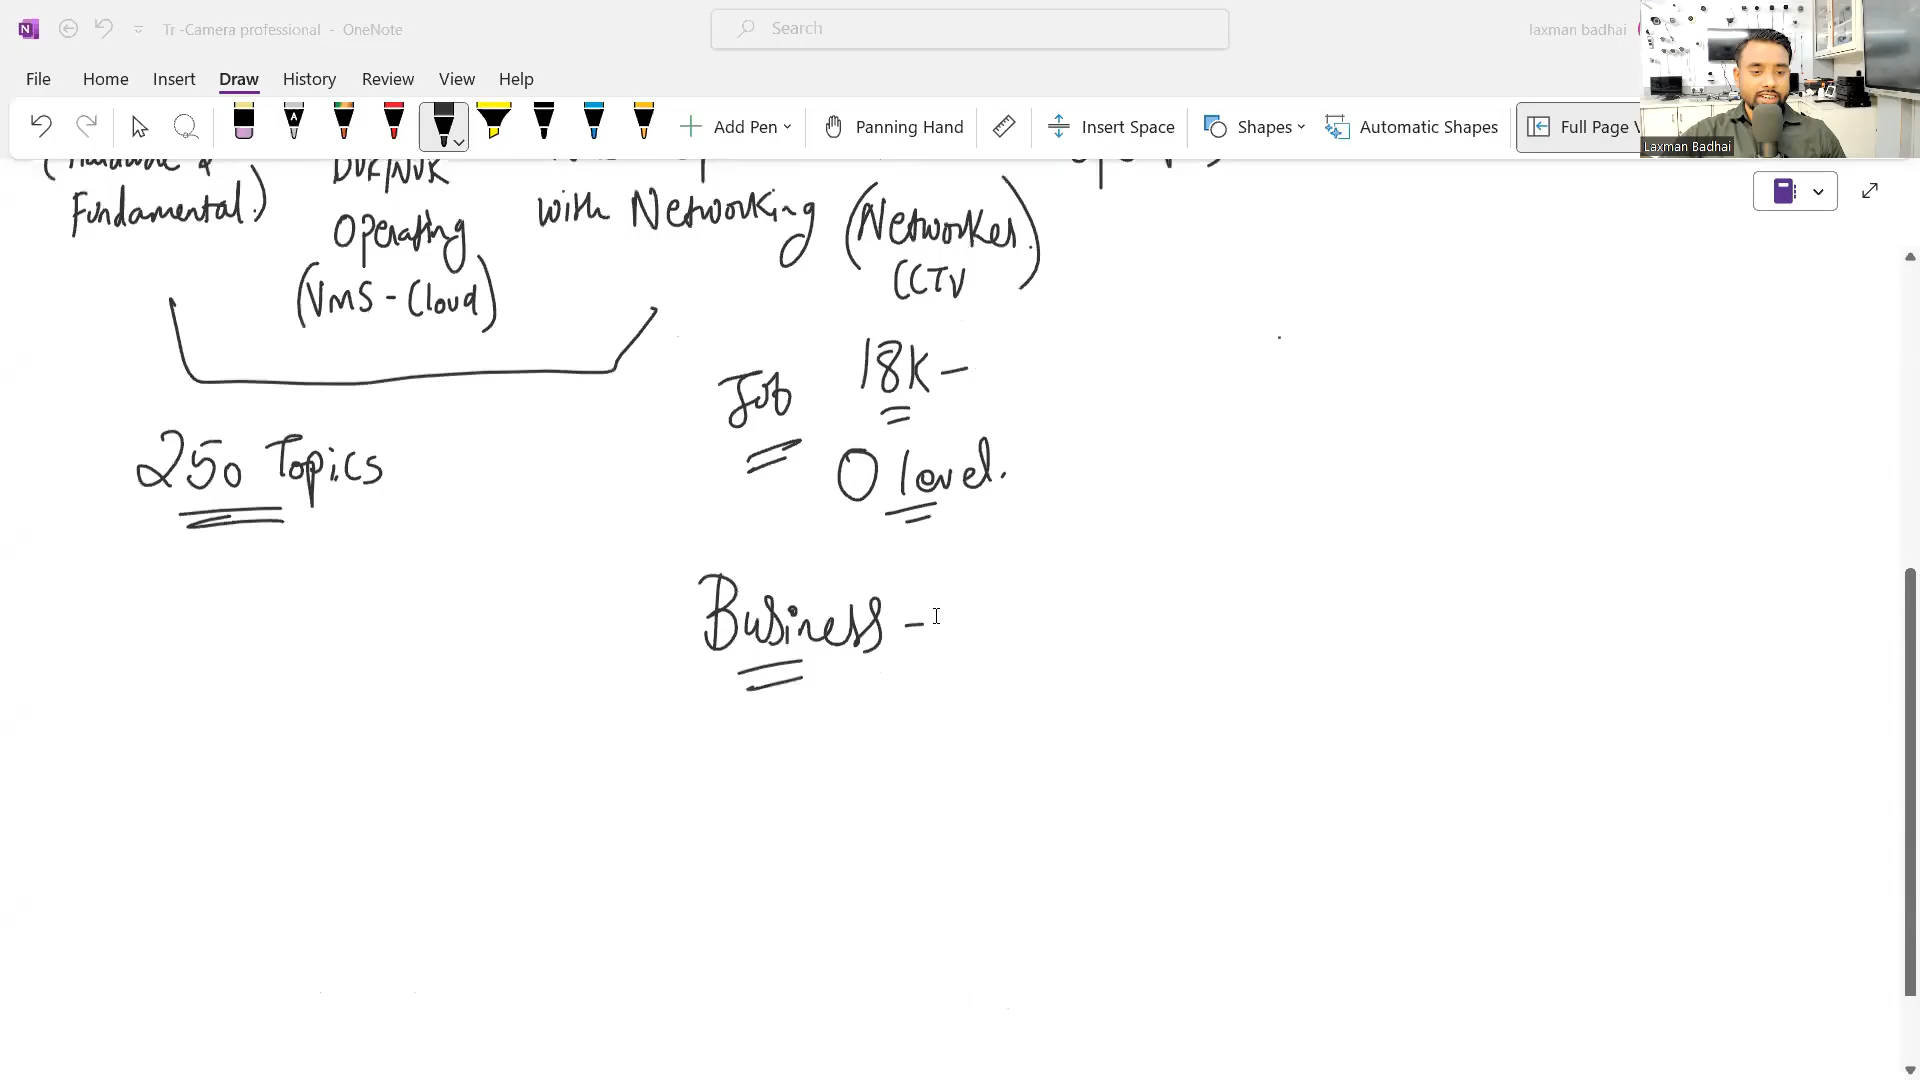 Tr -Camera professional - OneNote
Search
laxman badhai
File Home Insert Draw History Review View Help
Add Pen
Panning Hand
Insert Space
Shapes
Automatic Shapes
Full Page V
Laxman Badhai
Fundamental.)
DVR/NVR
Operating
(VMS - Cloud)
with Networking
(Networker.)
CCTV
Job
18K -
O level.
250 Topics
Business -